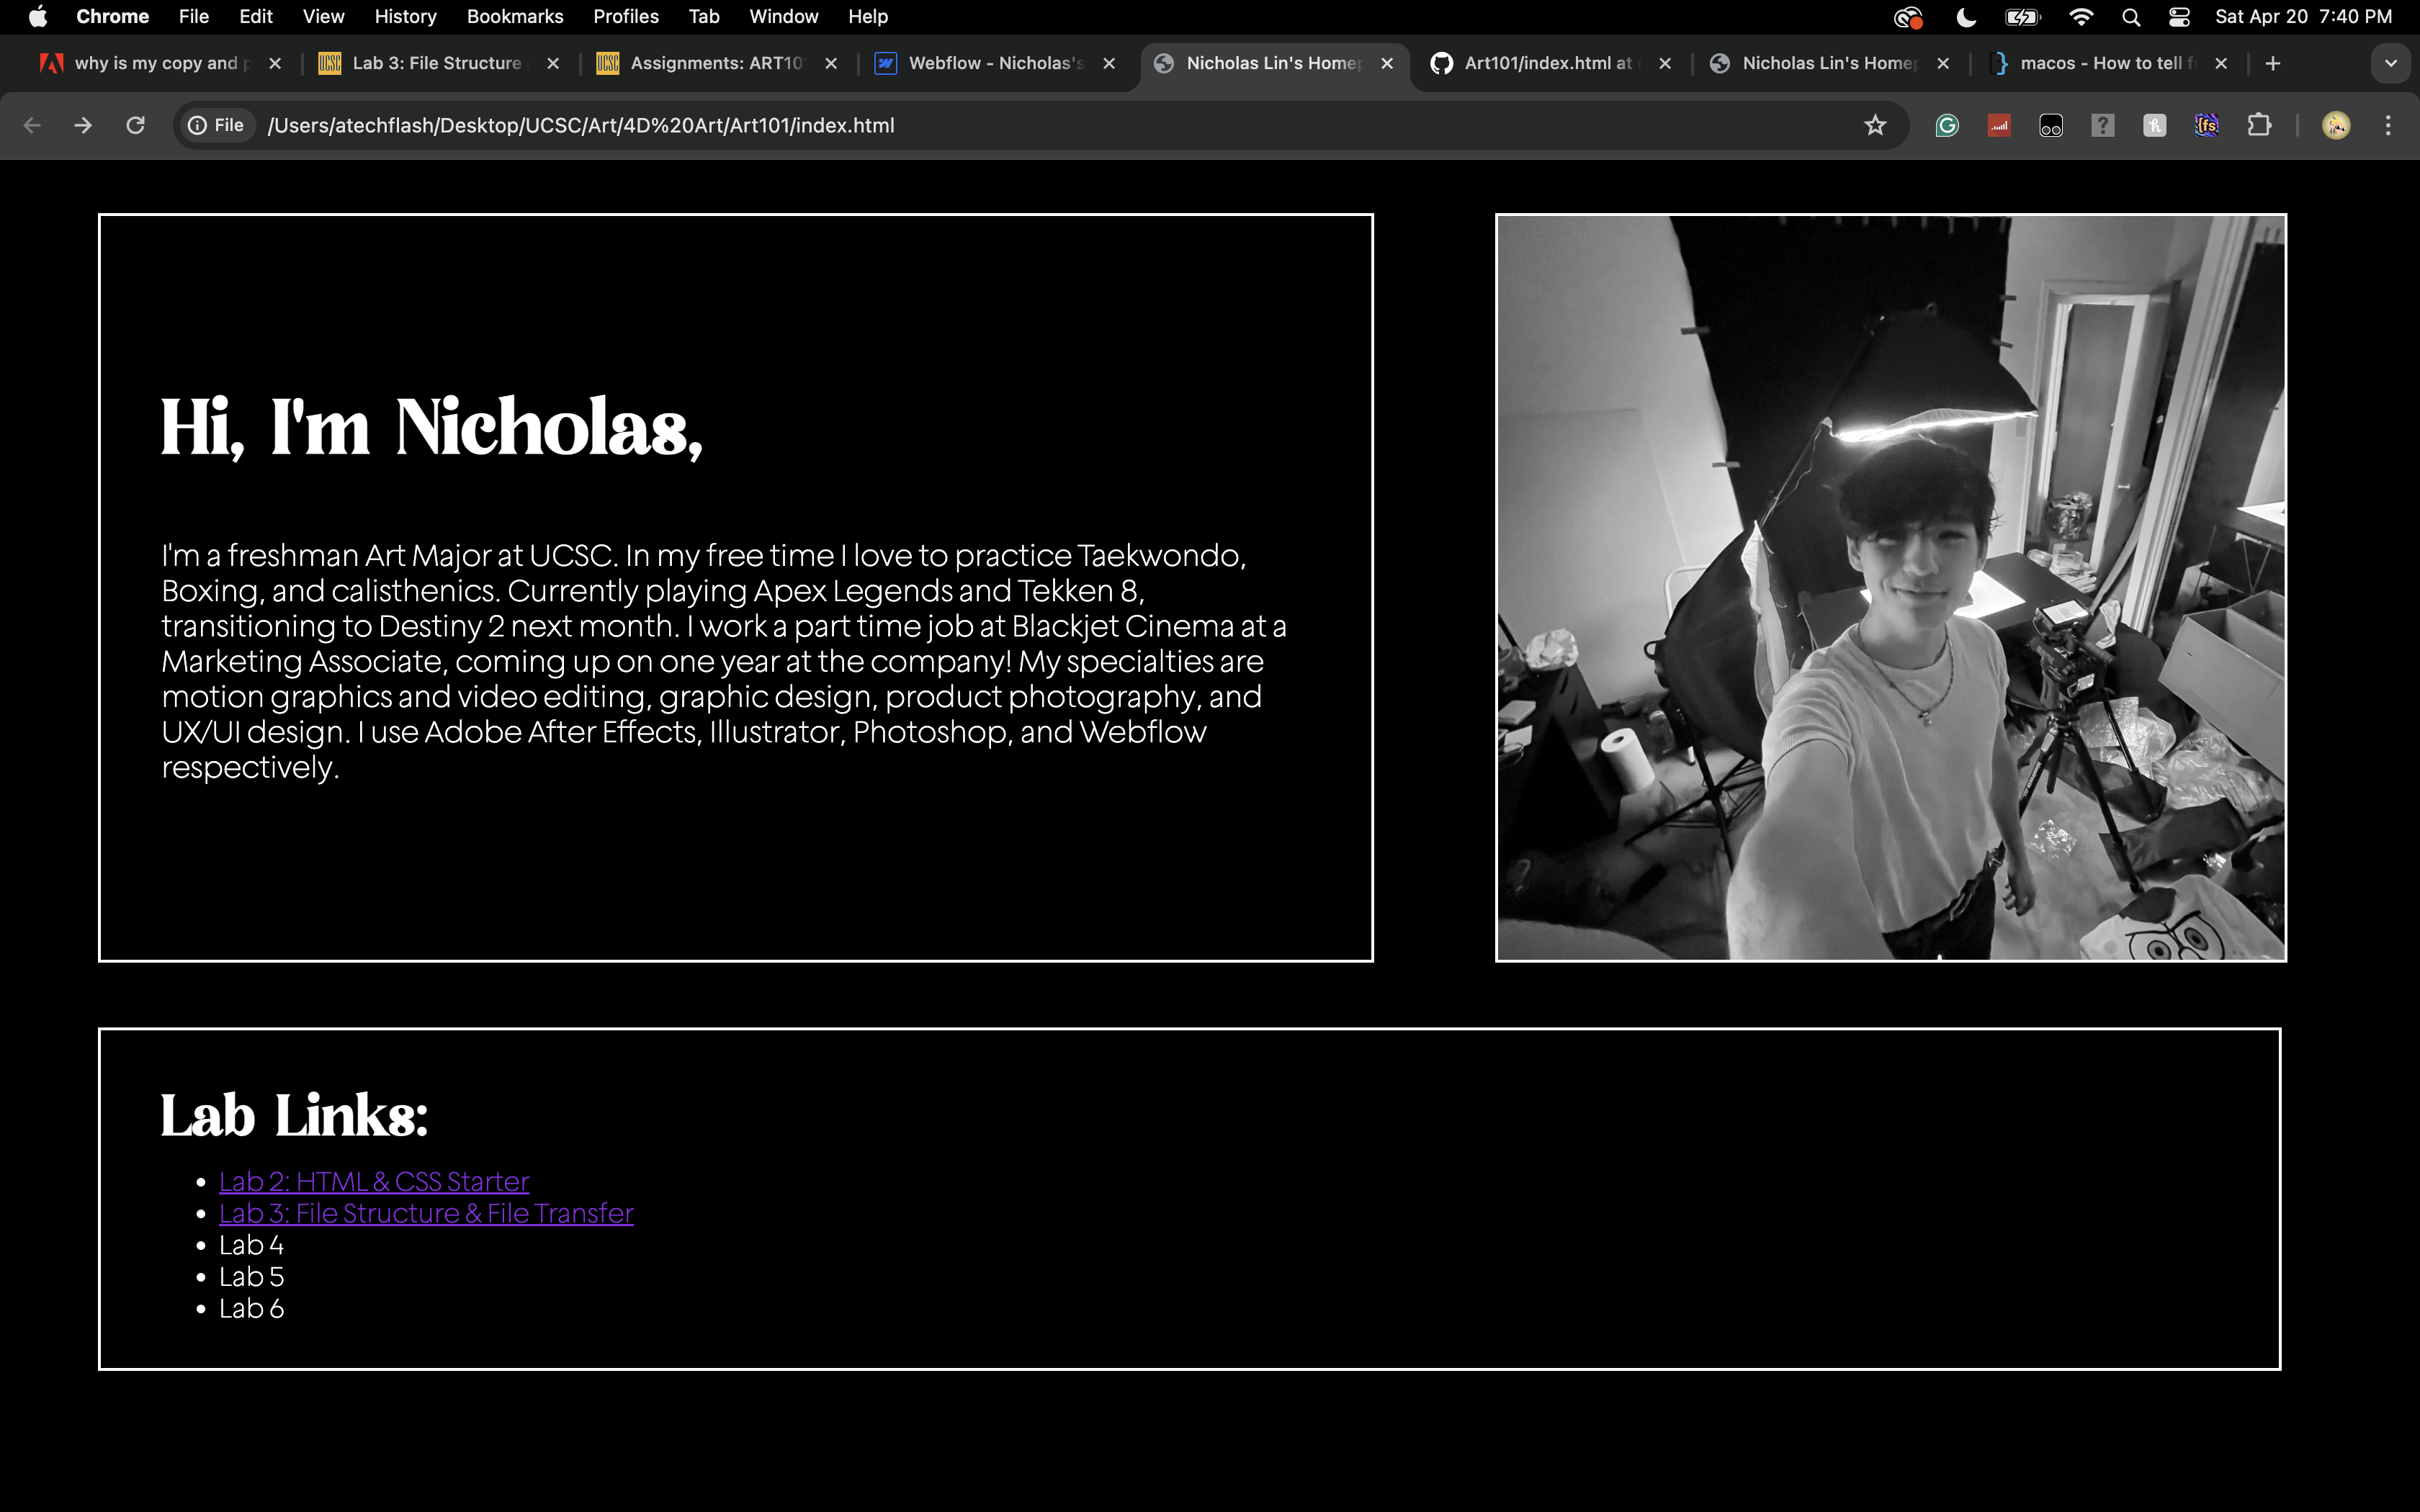 Chrome File Edit View History Bookmarks Profiles Tab Window Help Sat Apr 20 7:40 PM
why is my copy and p UCSC Lab 3: File Structure UCSC Assignments: ART10 Webflow - Nicholas's Nicholas Lin's Homep Art101/index.html at Nicholas Lin's Homep macos - How to tell f
File /Users/atechflash/Desktop/UCSC/Art/4D%20Art/Art101/index.html
Hi, I'm Nicholas,
I'm a freshman Art Major at UCSC. In my free time I love to practice Taekwondo,
Boxing, and calisthenics. Currently playing Apex Legends and Tekken 8,
transitioning to Destiny 2 next month. I work a part time job at Blackjet Cinema at a
Marketing Associate, coming up on one year at the company! My specialties are
motion graphics and video editing, graphic design, product photography, and
UX/UI design. I use Adobe After Effects, Illustrator, Photoshop, and Webflow
respectively.
Lab Links:
Lab 2: HTML & CSS Starter
Lab 3: File Structure & File Transfer
Lab 4
Lab 5
Lab 6